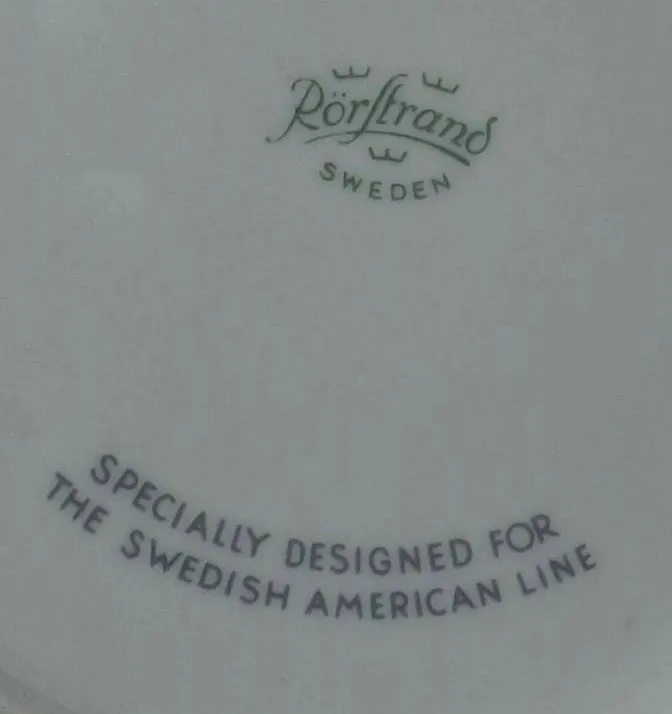 Rörstrand
SWEDEN
SPECIALLY DESIGNED FOR
THE SWEDISH AMERICAN LINE